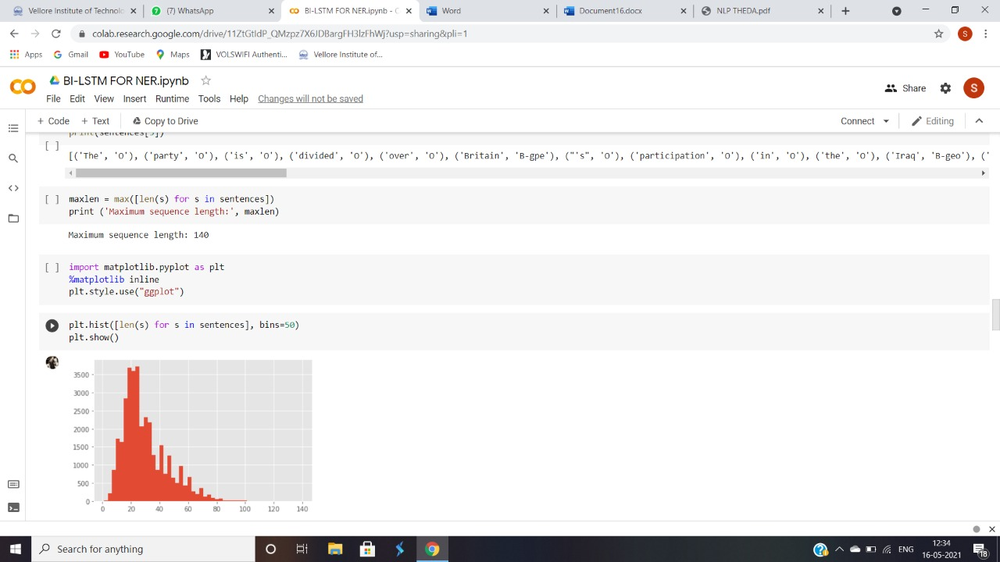 Vellore Institute of Technolo
(7) WhatsApp
BI-LSTM FOR NER.ipynb - C
Word
Document16.docx
NLP THEDA.pdf
colab.research.google.com/drive/11ZtGtIdP_QMzpz7X6JDBargFH3lzFhWj?usp=sharing&pli=1
S
Apps
Gmail
YouTube
Maps
VOLSWIFI Authenti...
Vellore Institute of...
BI-LSTM FOR NER.ipynb
Share
S
File Edit View Insert Runtime Tools Help Changes will not be saved
+ Code + Text Copy to Drive
Connect
Editing
print(sentences[5])
[ ]
[('The', 'O'), ('party', 'O'), ('is', 'O'), ('divided', 'O'), ('over', 'O'), ('Britain', 'B-gpe'), ("'s", 'O'), ('participation', 'O'), ('in', 'O'), ('the', 'O'), ('Iraq', 'B-geo'), ('
[ ] maxlen = max([len(s) for s in sentences])
print ('Maximum sequence length:', maxlen)
Maximum sequence length: 140
[ ] import matplotlib.pyplot as plt
%matplotlib inline
plt.style.use("ggplot")
plt.hist([len(s) for s in sentences], bins=50)
plt.show()
3500
3000
2500
2000
1500
1000
500
0
0 20 40 60 80 100 120 140
Search for anything
ENG
12:34
16-05-2021
18